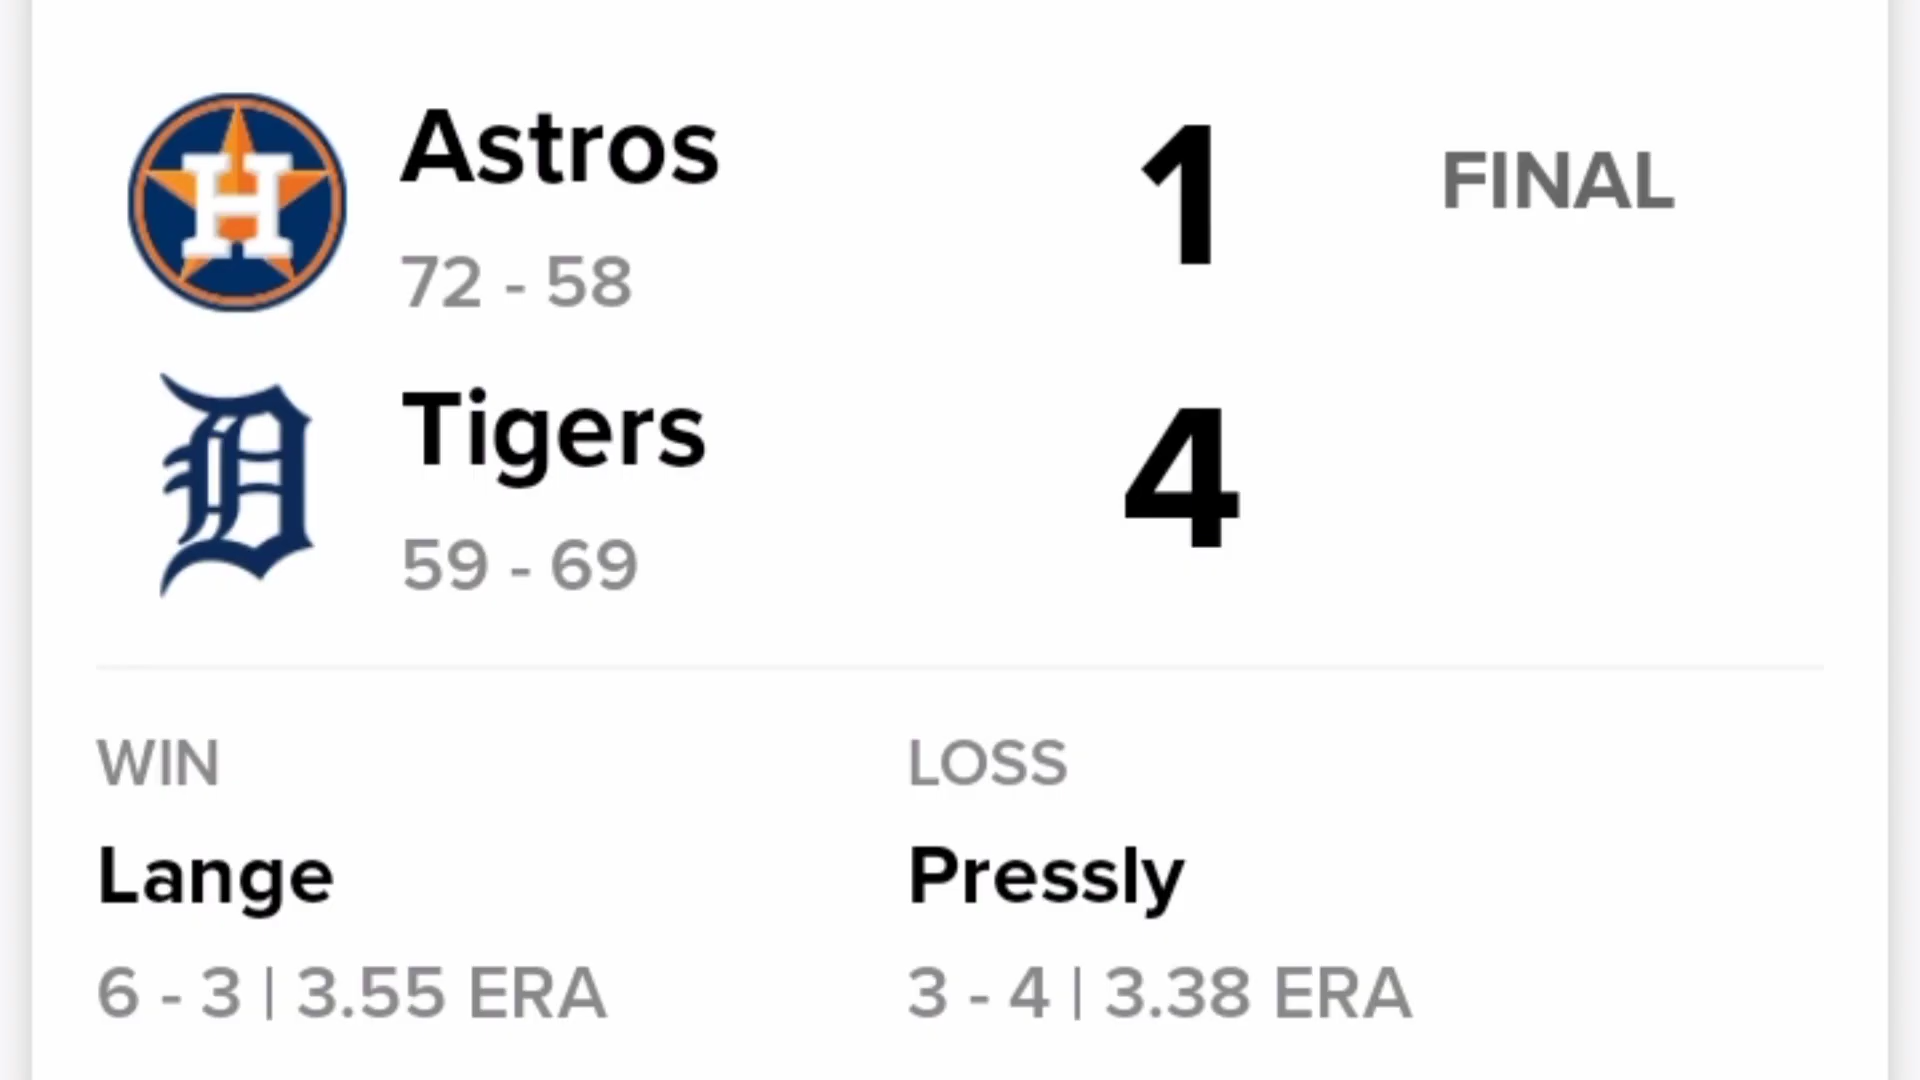 Astros 1 FINAL
72 - 58
Tigers 4
59 - 69
WIN LOSS
Lange Pressly
6 - 3 | 3.55 ERA 3 - 4 | 3.38 ERA